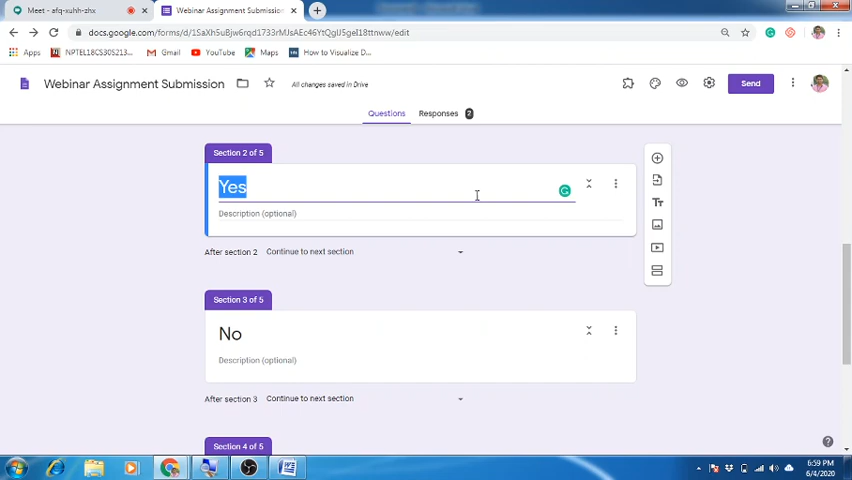 Meet - afq-xuhh-zhx
Webinar Assignment Submission
docs.google.com/forms/d/1SaXh5uBjw6rqd1733rMJsAEc46YtQgU5geI18ttnww/edit
Apps
NPTEL18CS30S213...
Gmail
YouTube
Maps
How to Visualize D...
Webinar Assignment Submission
All changes saved in Drive
Send
Questions
Responses
2
Section 2 of 5
Yes
Description (optional)
After section 2
Continue to next section
Section 3 of 5
No
Description (optional)
After section 3
Continue to next section
Section 4 of 5
6:59 PM
6/4/2020